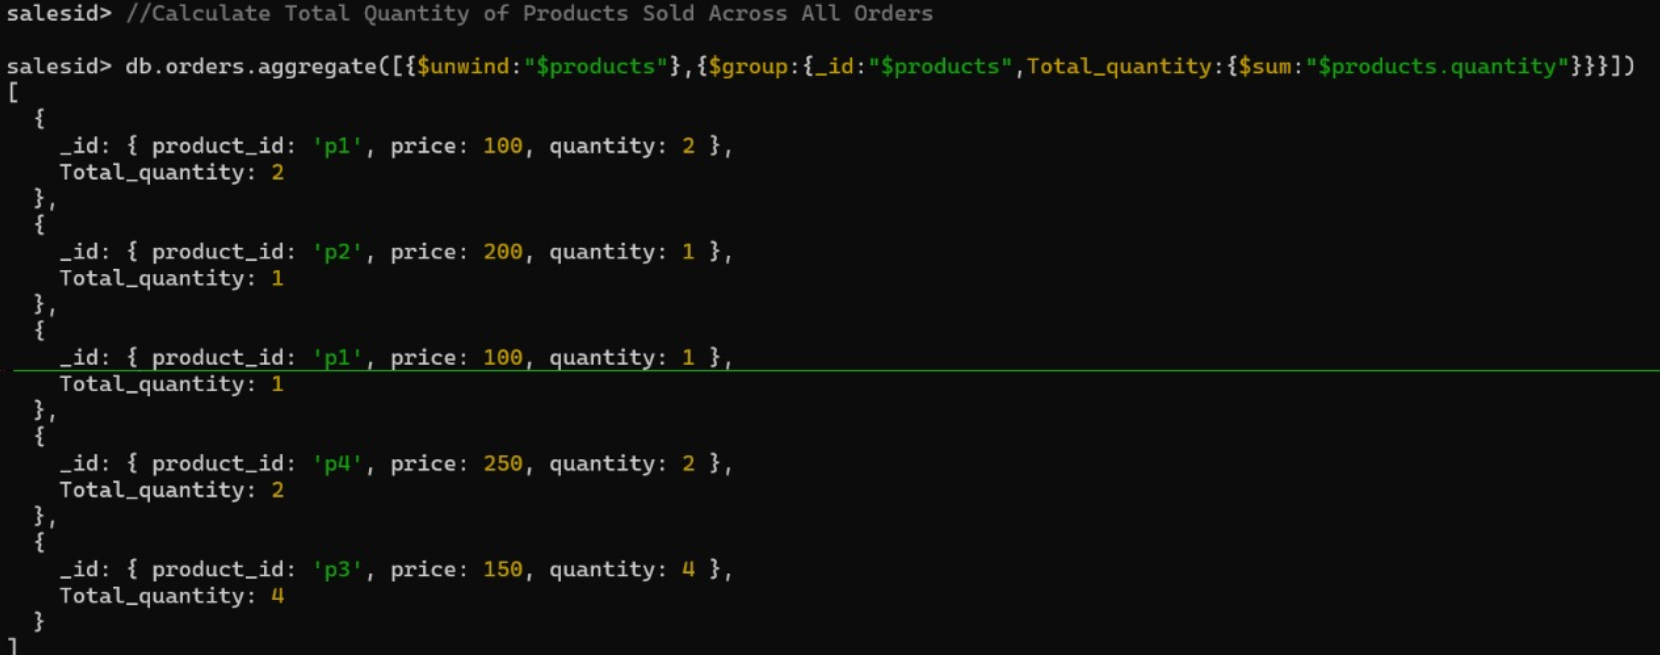 salesid> //Calculate Total Quantity of Products Sold Across All Orders
salesid> db.orders.aggregate([{$unwind:"$products"},{$group:{_id:"$products",Total_quantity:{$sum:"$products.quantity"}}}])
[
  {
    _id: { product_id: 'p1', price: 100, quantity: 2 },
    Total_quantity: 2
  },
  {
    _id: { product_id: 'p2', price: 200, quantity: 1 },
    Total_quantity: 1
  },
  {
    _id: { product_id: 'p1', price: 100, quantity: 1 },
    Total_quantity: 1
  },
  {
    _id: { product_id: 'p4', price: 250, quantity: 2 },
    Total_quantity: 2
  },
  {
    _id: { product_id: 'p3', price: 150, quantity: 4 },
    Total_quantity: 4
  }
]